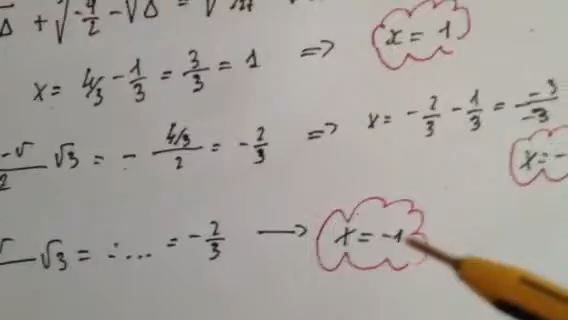 + √-q/2 - √Δ = √
x = 4/3 - 1/3 = 3/3 = 1 => x = 1
√3 = - (4/3)/2 = - 2/3 => x = - 2/3 - 1/3 = -3/-3
x = -
√3 = -:... = - 2/3 → x = -1